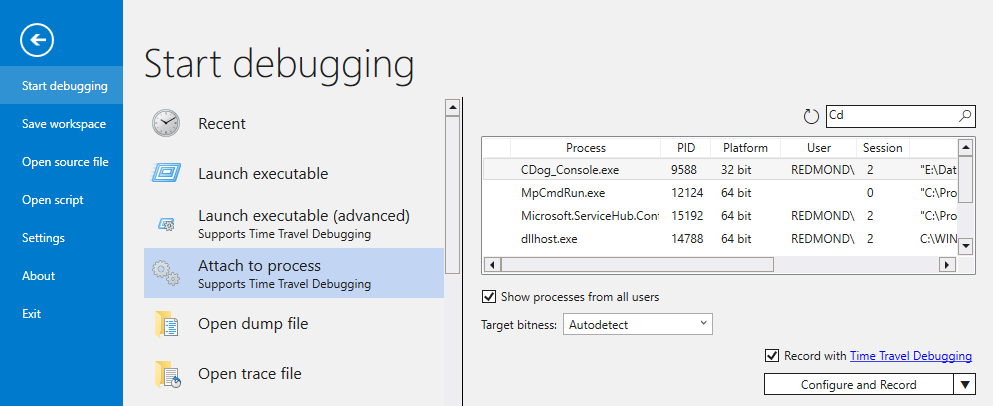 Start debugging
Save workspace
Open source file
Open script
Settings
About
Exit
Start debugging
Recent
Launch executable
Launch executable (advanced)
Supports Time Travel Debugging
Attach to process
Supports Time Travel Debugging
Open dump file
Open trace file
Cd
Process PID Platform User Session
CDog_Console.exe 9588 32 bit REDMOND\ 2 "E:\Dat
MpCmdRun.exe 12124 64 bit 0 "C:\Pro
Microsoft.ServiceHub.Cont 15192 64 bit REDMOND\ 2 "C:\Pro
dllhost.exe 14788 64 bit REDMOND\ 2 C:\WIN
Show processes from all users
Target bitness: Autodetect
Record with Time Travel Debugging
Configure and Record